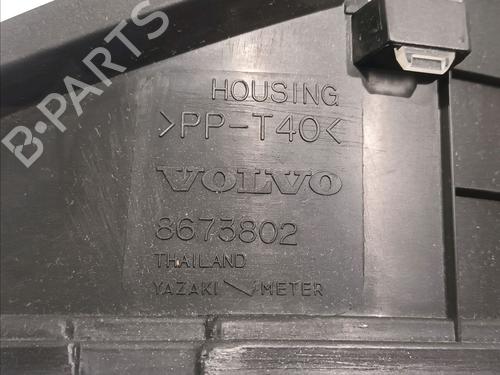 B-PARTS
HOUSING
>PP-T40<
VOLVO
8673802
THAILAND
YAZAKI METER